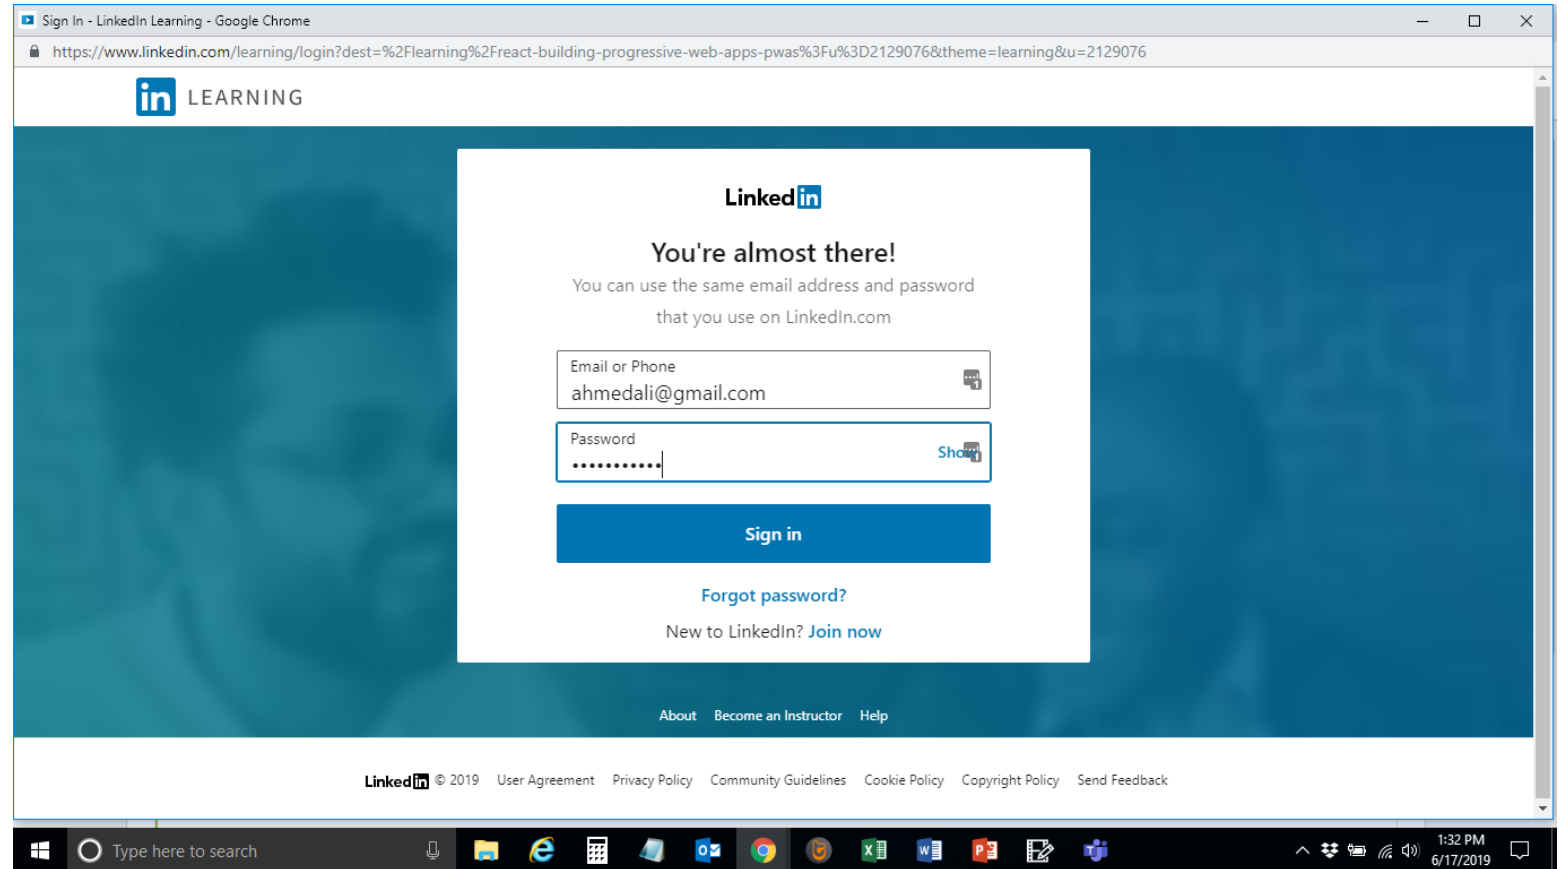 Sign In - LinkedIn Learning - Google Chrome
https://www.linkedin.com/learning/login?dest=%2Flearning%2Freact-building-progressive-web-apps-pwas%3Fu%3D2129076&theme=learning&u=2129076
in LEARNING
Linked in
You're almost there!
You can use the same email address and password
that you use on LinkedIn.com
Email or Phone
ahmedali@gmail.com
1
Password
•••••••••••
Show
1
Sign in
Forgot password?
New to LinkedIn? Join now
About Become an Instructor Help
Linked in © 2019 User Agreement Privacy Policy Community Guidelines Cookie Policy Copyright Policy Send Feedback
Type here to search
1:32 PM
6/17/2019